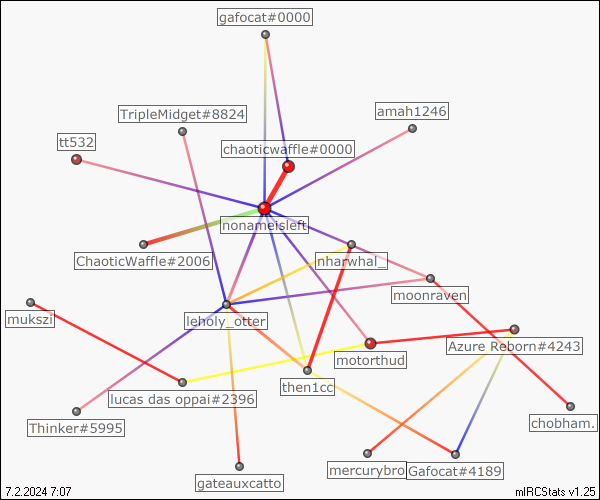 gafocat#0000
TripleMidget#8824
amah1246
tt532
chaoticwaffle#0000
nonameisleft
ChaoticWaffle#2006
nharwhal_
moonraven
mukszi
leholy_otter
Azure Reborn#4243
motorthud
then1cc
lucas das oppai#2396
Thinker#5995
chobham.
mercurybro
Gafocat#4189
gateauxcatto
7.2.2024 7:07
mIRCStats v1.25